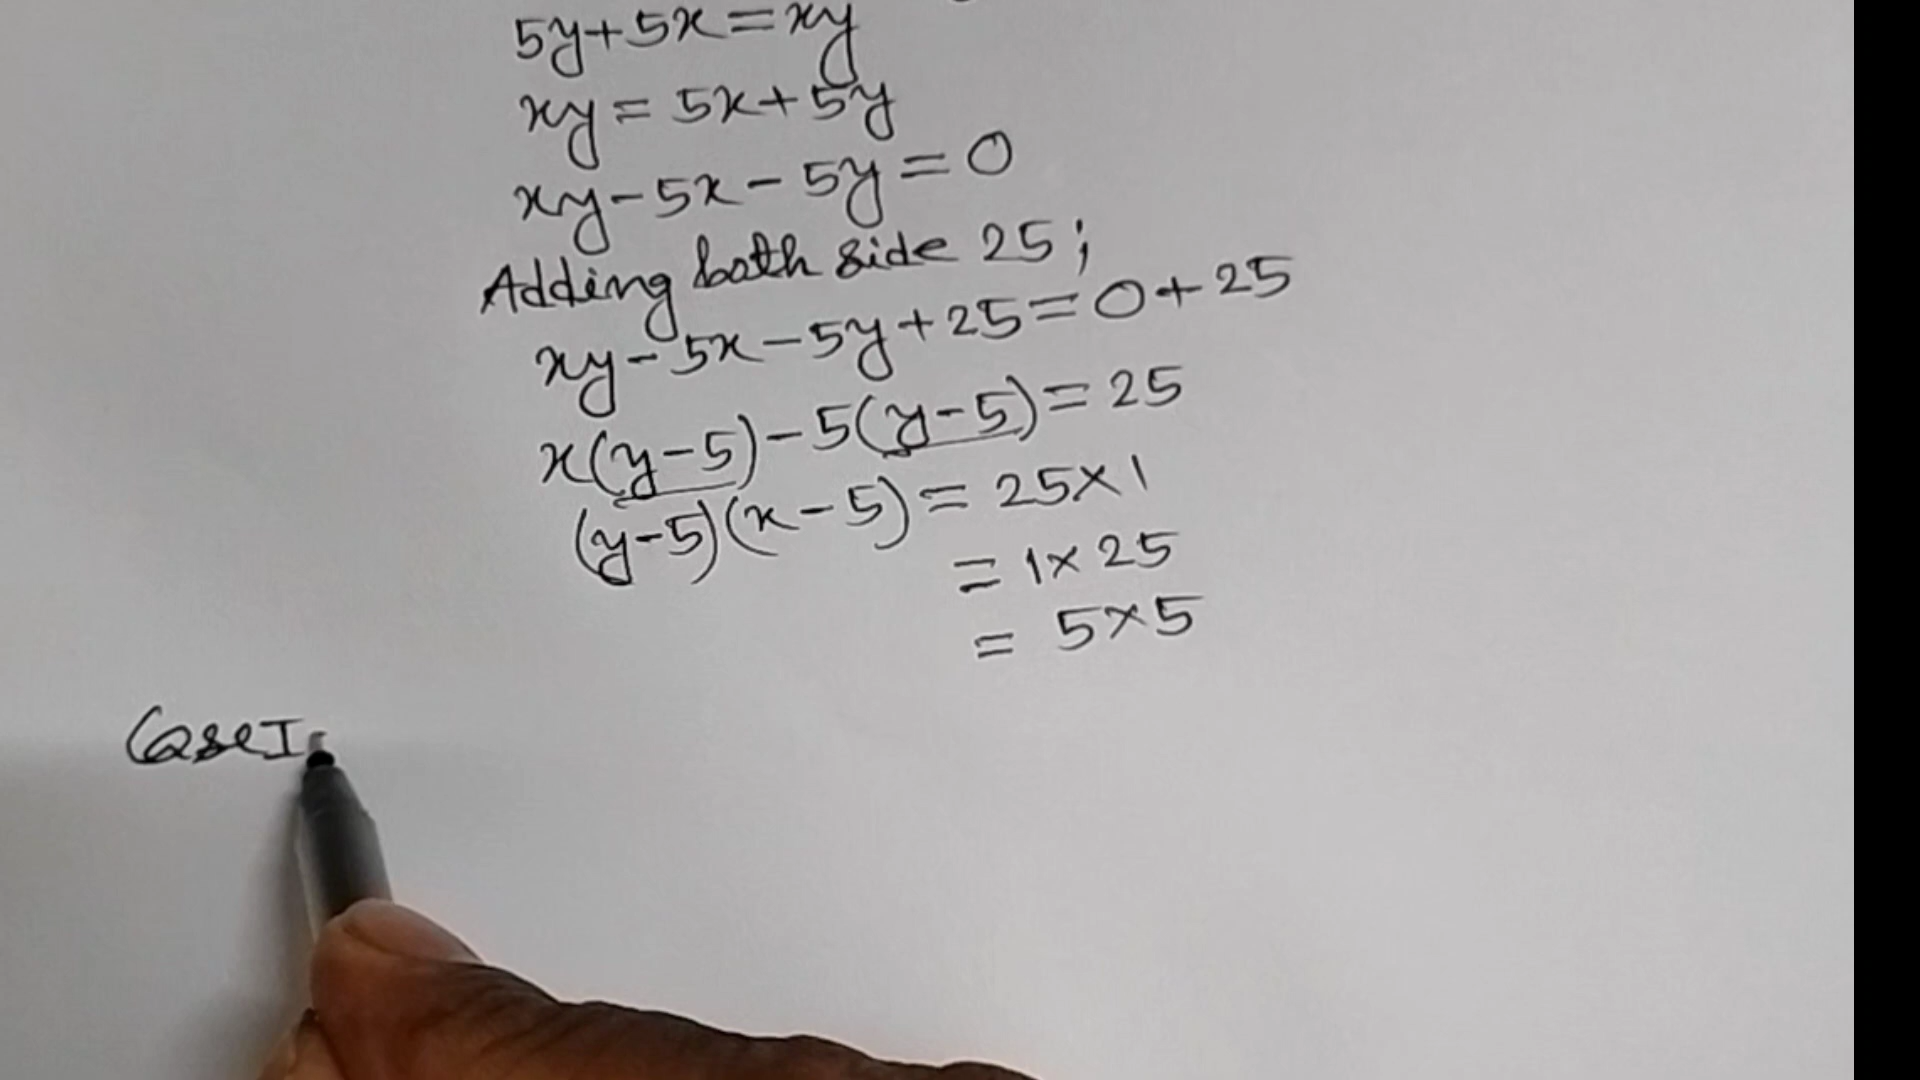 5y+5x=xy
xy=5x+5y
xy-5x-5y=0
Adding both side 25;
xy-5x-5y+25=0+25
x(y-5)-5(y-5)=25
(y-5)(x-5)=25×1
=1×25
=5×5
Case I